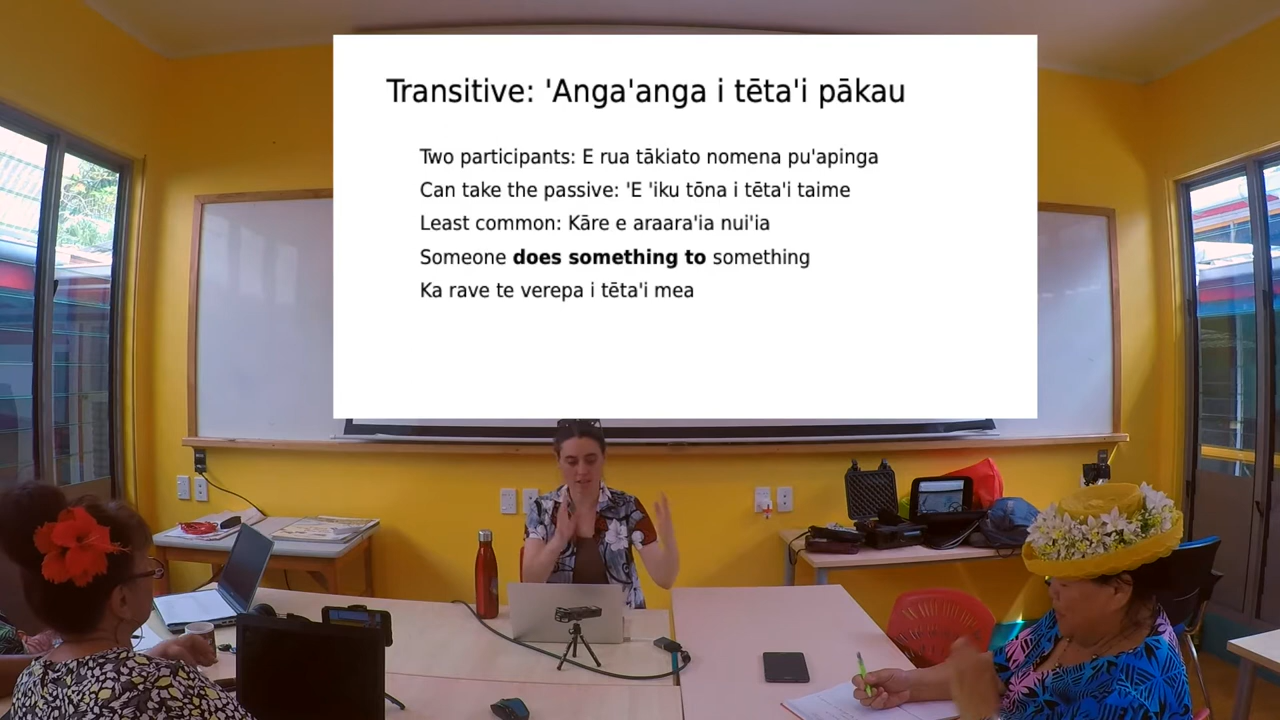 Transitive: 'Anga'anga i tēta'i pākau
Two participants: E rua tākiato nomena pu'apinga
Can take the passive: 'E 'iku tōna i tēta'i taime
Least common: Kāre e araara'ia nui'ia
Someone does something to something
Ka rave te verepa i tēta'i mea